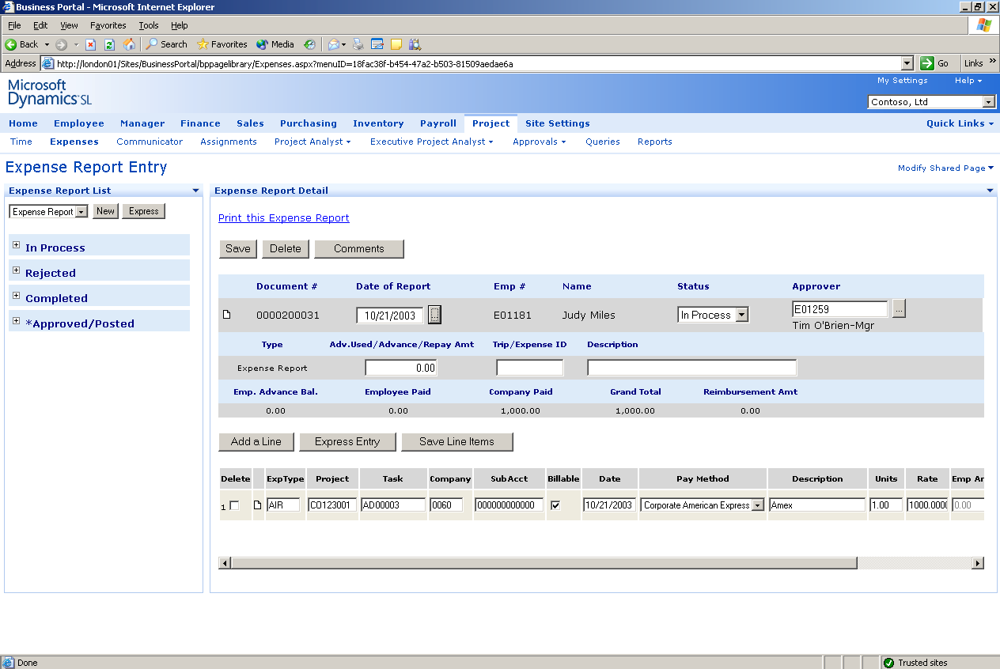 Business Portal - Microsoft Internet Explorer
File Edit View Favorites Tools Help
Back Search Favorites Media
Address http://london01/Sites/BusinessPortal/bppagelibrary/Expenses.aspx?menuID=18fac38f-b454-47a2-b503-81509aedae6a Go Links »
Microsoft Dynamics SL
My Settings Help
Contoso, Ltd
Home Employee Manager Finance Sales Purchasing Inventory Payroll Project Site Settings Quick Links
Time Expenses Communicator Assignments Project Analyst Executive Project Analyst Approvals Queries Reports
Expense Report Entry
Modify Shared Page
Expense Report List
Expense Report New Express
In Process
Rejected
Completed
*Approved/Posted
Expense Report Detail
Print this Expense Report
Save Delete Comments
Document # Date of Report Emp # Name Status Approver
0000200031 10/21/2003 ... E01181 Judy Miles In Process E01259 ...
Tim O'Brien-Mgr
Type Adv.Used/Advance/Repay Amt Trip/Expense ID Description
Expense Report 0.00
Emp. Advance Bal. Employee Paid Company Paid Grand Total Reimbursement Amt
0.00 0.00 1,000.00 1,000.00 0.00
Add a Line Express Entry Save Line Items
Delete ExpType Project Task Company SubAcct Billable Date Pay Method Description Units Rate Emp Am
1 AIR CO123001 AD00003 0060 000000000000 10/21/2003 Corporate American Express Amex 1.00 1000.000 0.00
Done Trusted sites